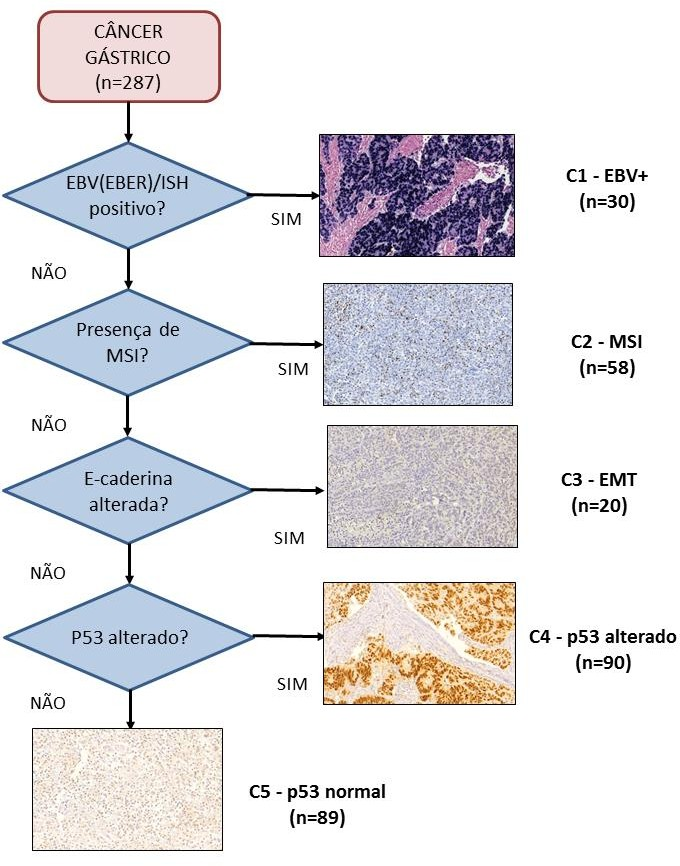 CÂNCER
GÁSTRICO
(n=287)
EBV(EBER)/ISH
positivo?
SIM
C1 - EBV+
(n=30)
NÃO
Presença de
MSI?
SIM
C2 - MSI
(n=58)
NÃO
E-caderina
alterada?
SIM
C3 - EMT
(n=20)
NÃO
P53 alterado?
SIM
C4 - p53 alterado
(n=90)
NÃO
C5 - p53 normal
(n=89)